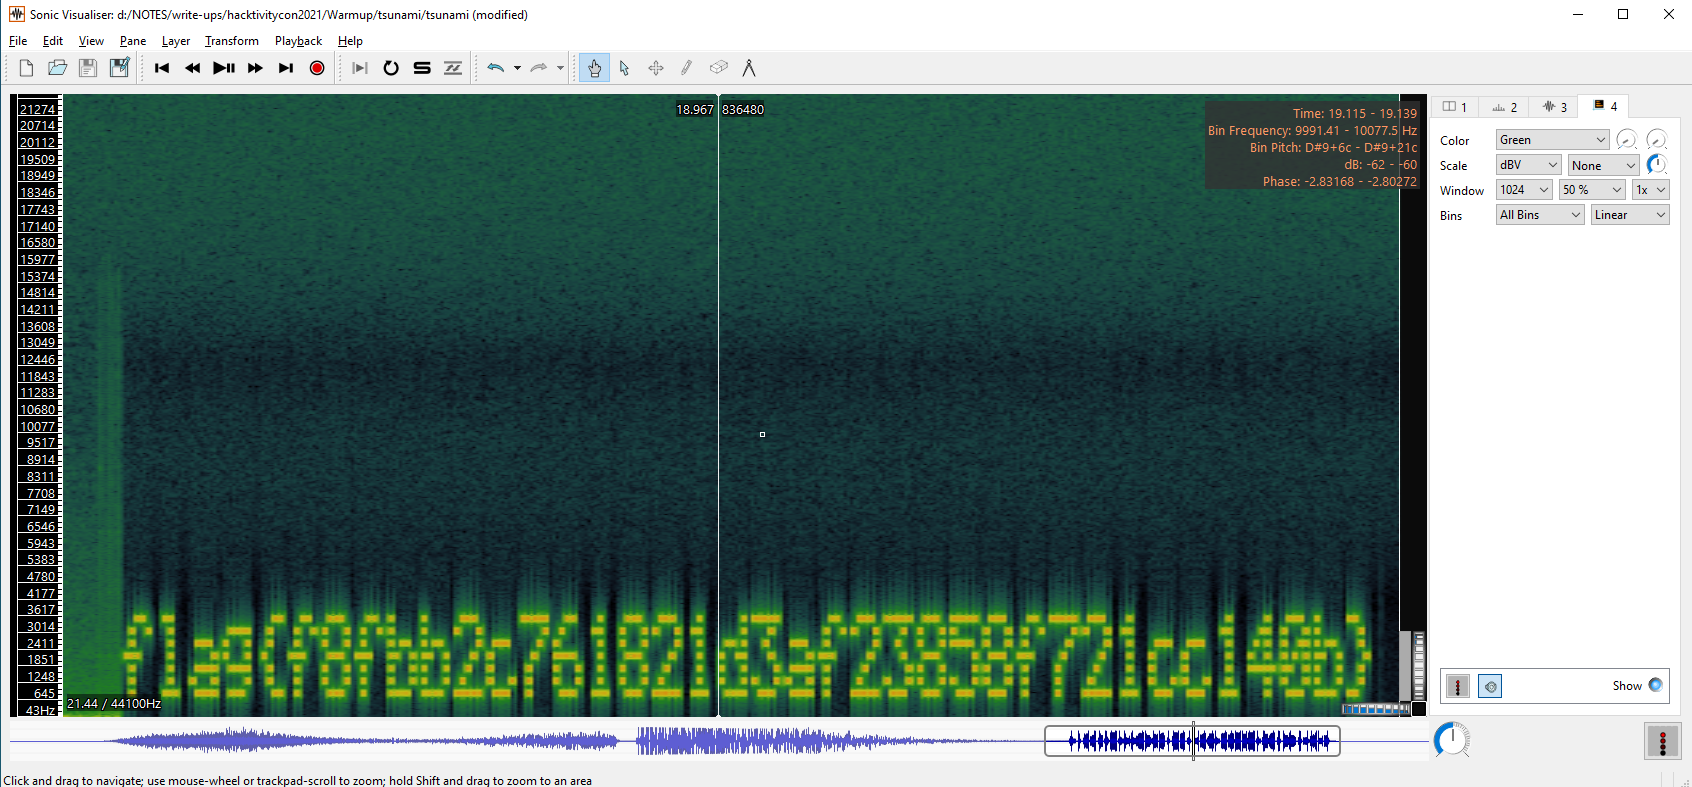 Sonic Visualiser: d:/NOTES/write-ups/hacktivitycon2021/Warmup/tsunami/tsunami (modified)
File Edit View Pane Layer Transform Playback Help
21274
20714
20112
19509
18949
18346
17743
17140
16580
15977
15374
14814
14211
13608
13049
12446
11843
11283
10680
10077
9517
8914
8311
7708
7149
6546
5943
5383
4780
4177
3617
3014
2411
1851
1248
645
43Hz
18.967 836480
Time: 19.115 - 19.139
Bin Frequency: 9991.41 - 10077.5 Hz
Bin Pitch: D#9+6c - D#9+21c
dB: -62 - -60
Phase: -2.83168 - -2.80272
flag{f8fbb2c761821d3af23858f721cc140b}
21.44 / 44100Hz
1 2 3 4
Color Green
Scale dBV None
Window 1024 50 % 1x
Bins All Bins Linear
Show
Click and drag to navigate; use mouse-wheel or trackpad-scroll to zoom; hold Shift and drag to zoom to an area